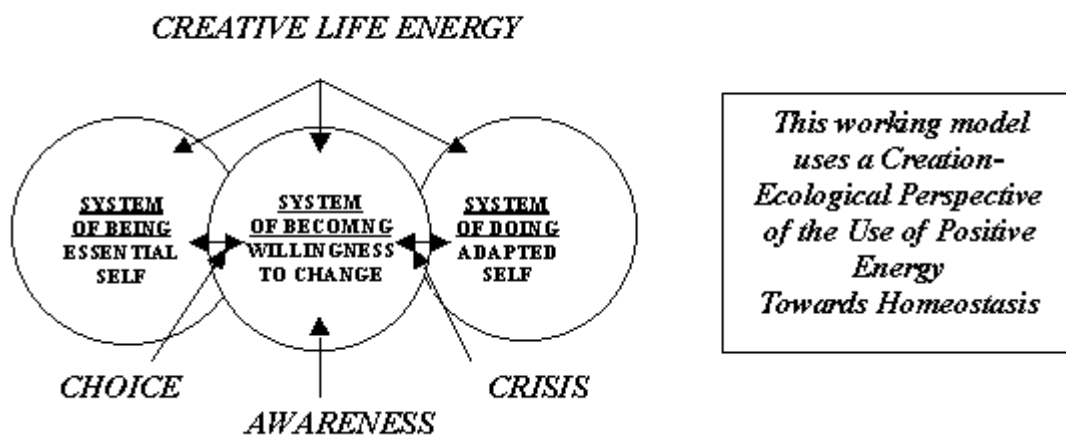 CREATIVE LIFE ENERGY
SYSTEM
OF BEING
ESSENTIAL
SELF
SYSTEM
OF BECOMNG
WILLINGNESS
TO CHANGE
SYSTEM
OF DOING
ADAPTED
SELF
CHOICE
AWARENESS
CRISIS
This working model
uses a Creation-
Ecological Perspective
of the Use of Positive
Energy
Towards Homeostasis